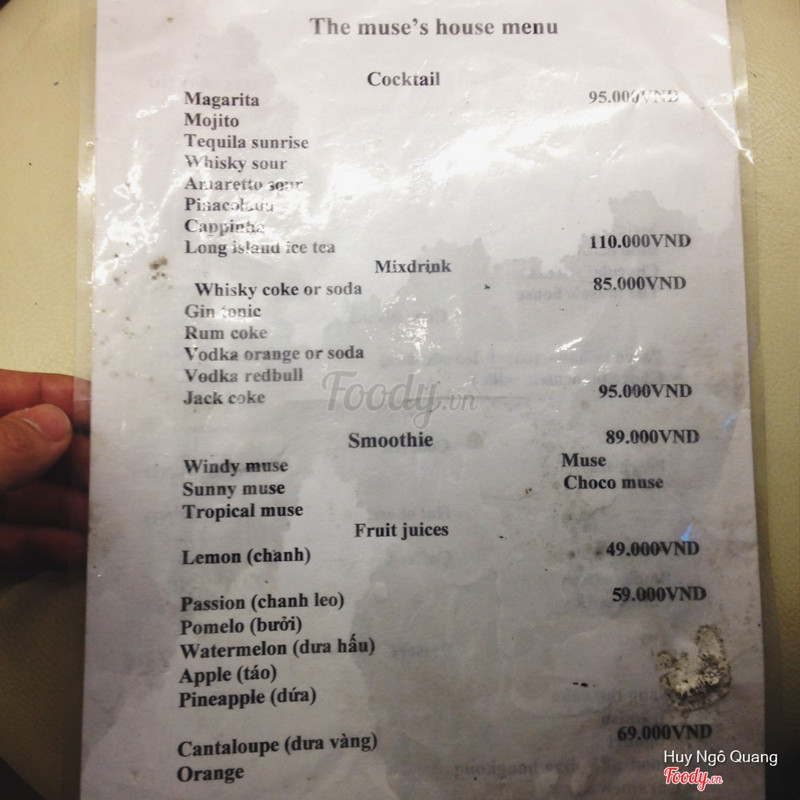 The muse's house menu
Cocktail
Magarita 95.000VND
Mojito
Tequila sunrise
Whisky sour
Amaretto sour
Pinacolada
Cappinha
Long island ice tea 110.000VND
Mixdrink
Whisky coke or soda 85.000VND
Gin tonic
Rum coke
Vodka orange or soda
Vodka redbull
Jack coke 95.000VND
Foody.vn
Smoothie 89.000VND
Windy muse Muse
Sunny muse Choco muse
Tropical muse
Fruit juices
Lemon (chanh) 49.000VND
Passion (chanh leo) 59.000VND
Pomelo (bưởi)
Watermelon (dưa hấu)
Apple (táo)
Pineapple (dứa)
Cantaloupe (dưa vàng) 69.000VND
Orange
Huy Ngô Quang
Foody.vn